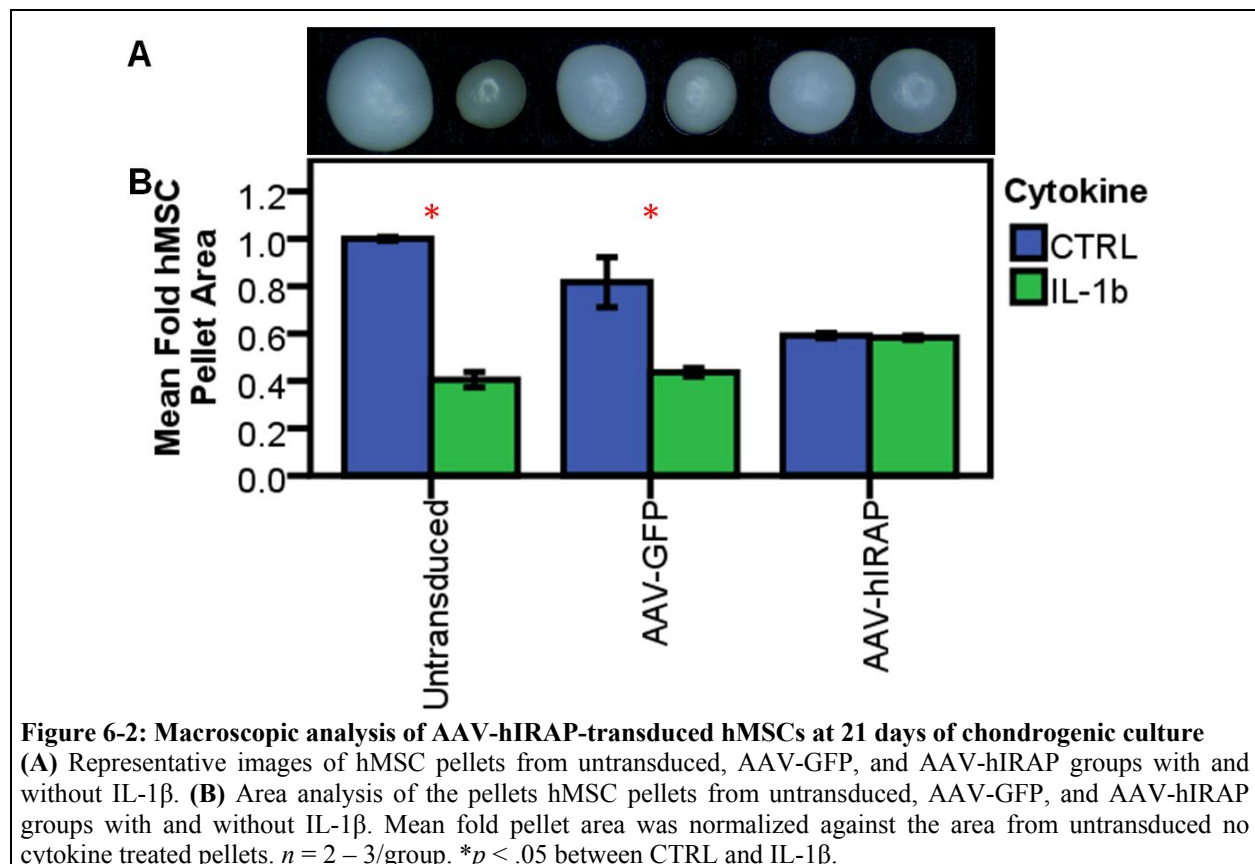 A
B
Mean Fold hMSC
Pellet Area
1.2
1.0
0.8
0.6
0.4
0.2
0.0
*
*
Cytokine
CTRL
IL-1b
Untransduced
AAV-GFP
AAV-hIRAP
Figure 6-2: Macroscopic analysis of AAV-hIRAP-transduced hMSCs at 21 days of chondrogenic culture
(A) Representative images of hMSC pellets from untransduced, AAV-GFP, and AAV-hIRAP groups with and
without IL-1β. (B) Area analysis of the pellets hMSC pellets from untransduced, AAV-GFP, and AAV-hIRAP
groups with and without IL-1β. Mean fold pellet area was normalized against the area from untransduced no
cytokine treated pellets. n = 2 – 3/group. *p < .05 between CTRL and IL-1β.